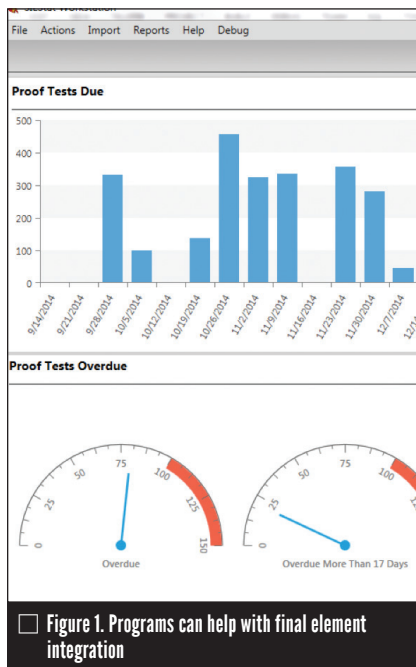 File Actions Import Reports Help Debug
Proof Tests Due
500
400
300
200
100
0
9/14/2014 9/21/2014 9/28/2014 10/5/2014 10/12/2014 10/19/2014 10/26/2014 11/2/2014 11/9/2014 11/16/2014 11/23/2014 11/30/2014 12/7/2014
Proof Tests Overdue
0 25 50 75 100 125 150
Overdue
0 25 50 75 100
Overdue More Than 17 Days
Figure 1. Programs can help with final element
integration